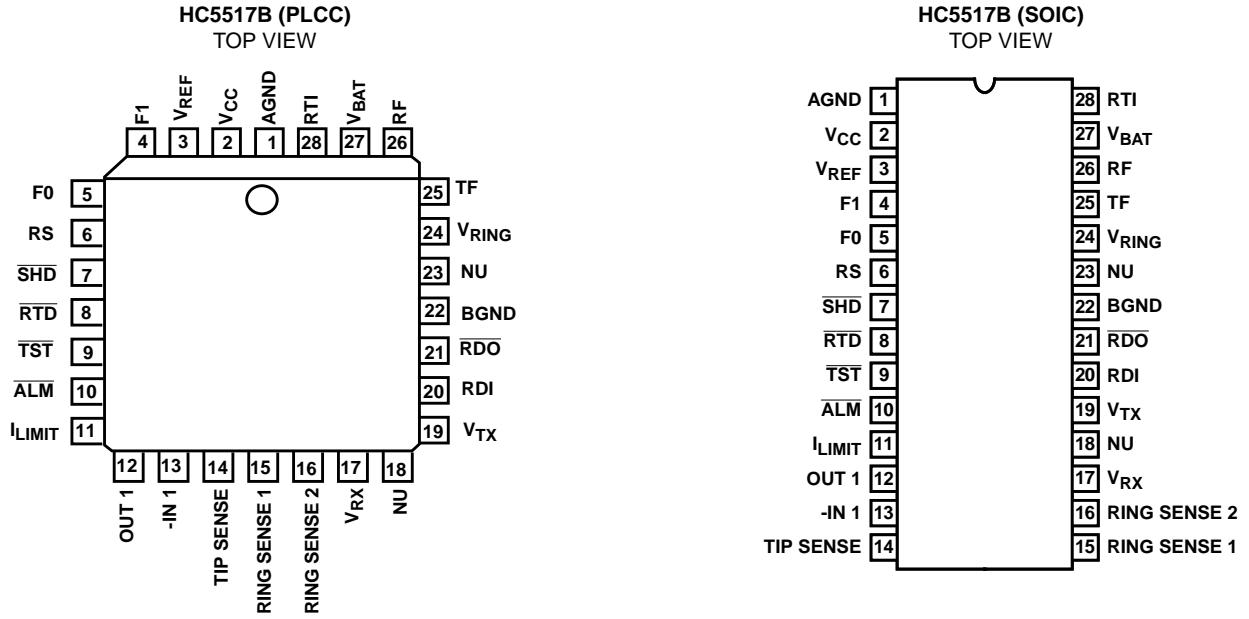 HC5517B (PLCC)
TOP VIEW
F1
VREF
VCC
AGND
RTI
VBAT
RF
4 3 2 1 28 27 26
F0 5
RS 6
SHD 7
RTD 8
TST 9
ALM 10
ILIMIT 11
25 TF
24 VRING
23 NU
22 BGND
21 RDO
20 RDI
19 VTX
12 13 14 15 16 17 18
OUT 1
-IN 1
TIP SENSE
RING SENSE 1
RING SENSE 2
VRX
NU
HC5517B (SOIC)
TOP VIEW
AGND 1
VCC 2
VREF 3
F1 4
F0 5
RS 6
SHD 7
RTD 8
TST 9
ALM 10
ILIMIT 11
OUT 1 12
-IN 1 13
TIP SENSE 14
28 RTI
27 VBAT
26 RF
25 TF
24 VRING
23 NU
22 BGND
21 RDO
20 RDI
19 VTX
18 NU
17 VRX
16 RING SENSE 2
15 RING SENSE 1